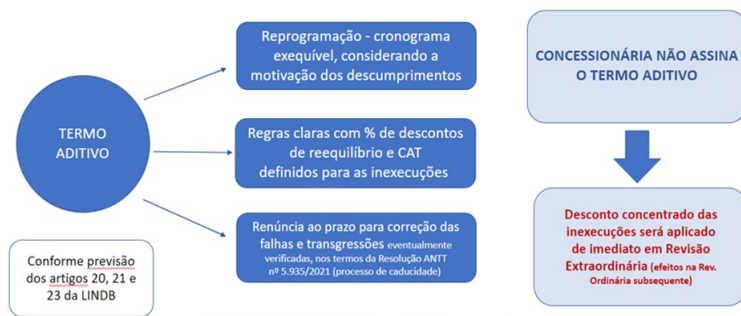 TERMO
ADITIVO
Conforme previsão
dos artigos 20, 21 e
23 da LINDB
Reprogramação - cronograma
exequível, considerando a
motivação dos descumprimentos
Regras claras com % de descontos
de reequilíbrio e CAT
definidos para as inexecuções
Renúncia ao prazo para correção das
falhas e transgressões eventualmente
verificadas, nos termos da Resolução ANTT
nº 5.935/2021 (processo de caducidade)
CONCESSIONÁRIA NÃO ASSINA
O TERMO ADITIVO
Desconto concentrado das
inexecuções será aplicado
de imediato em Revisão
Extraordinária (efeitos na Rev.
Ordinária subsequente)